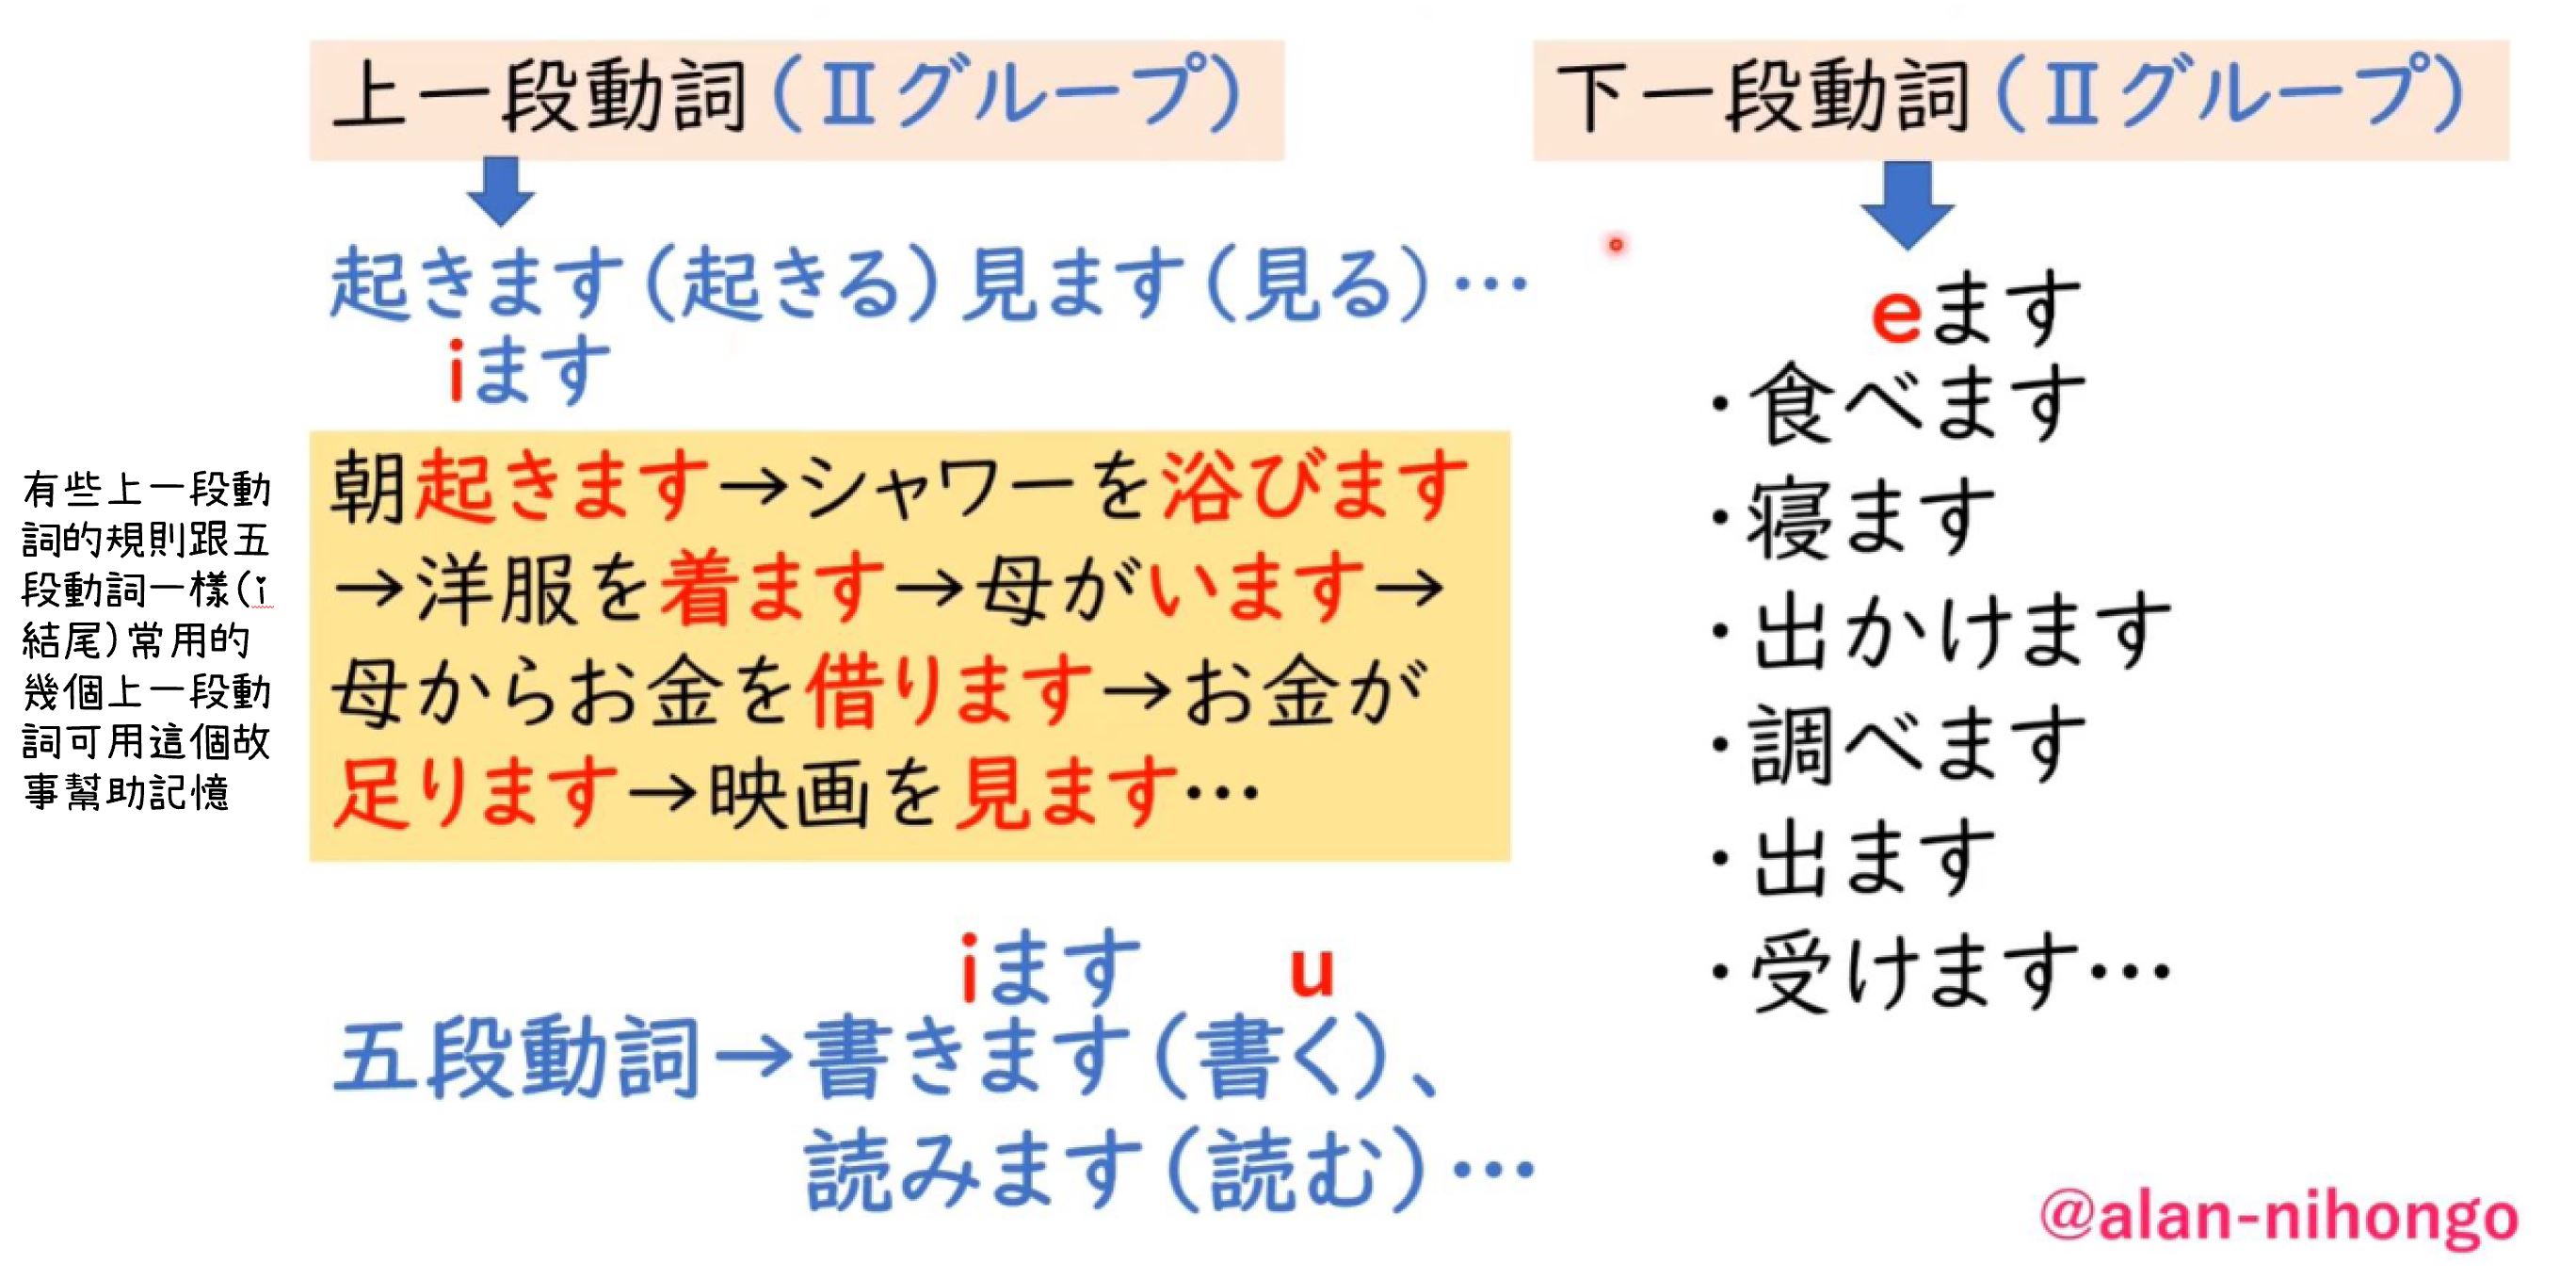 上一段動詞(Ⅱグループ)
起きます(起きる)見ます(見る)…
iます
有些上一段動
詞的規則跟五
段動詞一樣(i
結尾)常用的
幾個上一段動
詞可用這個故
事幫助記憶
朝起きます→シャワーを浴びます
→洋服を着ます→母がいます→
母からお金を借ります→お金が
足ります→映画を見ます…
iます u
五段動詞→書きます(書く)、
読みます(読む)…
下一段動詞(Ⅱグループ)
eます
・食べます
・寝ます
・出かけます
・調べます
・出ます
・受けます…
@alan-nihongo